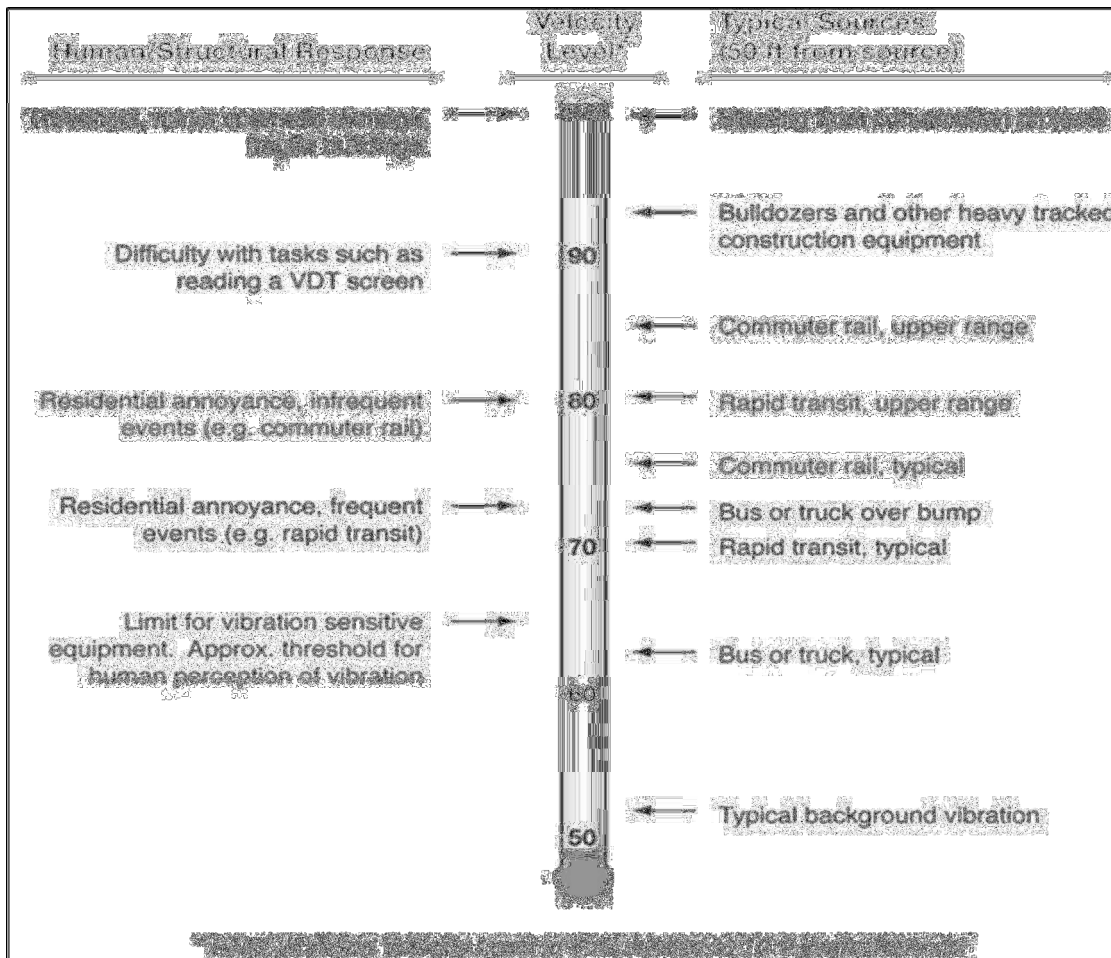 Human/Structural Response
Velocity
Level*
Typical Sources
(50 ft from source)
Difficulty with tasks such as
reading a VDT screen
Residential annoyance, infrequent
events (e.g. commuter rail)
Residential annoyance, frequent
events (e.g. rapid transit)
Limit for vibration sensitive
equipment. Approx. threshold for
human perception of vibration
90
80
70
60
50
Bulldozers and other heavy tracked
construction equipment
Commuter rail, upper range
Rapid transit, upper range
Commuter rail, typical
Bus or truck over bump
Rapid transit, typical
Bus or truck, typical
Typical background vibration